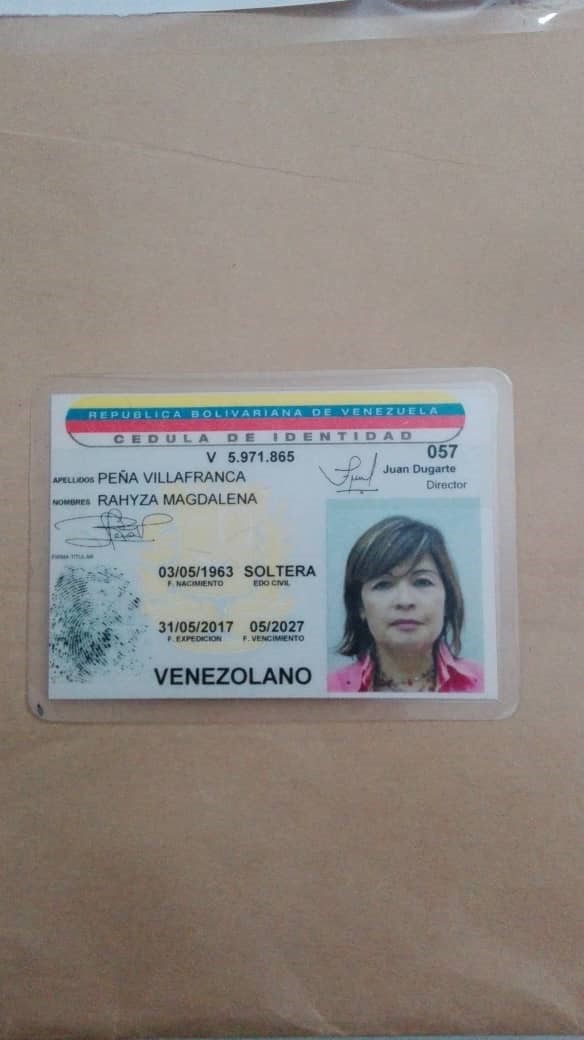 REPUBLICA BOLIVARIANA DE VENEZUELA
CEDULA DE IDENTIDAD
V 5.971.865
057
Juan Dugarte
Director
APELLIDOS PEÑA VILLAFRANCA
NOMBRES RAHYZA MAGDALENA
FIRMA TITULAR
03/05/1963 SOLTERA
F. NACIMIENTO EDO CIVIL
31/05/2017 05/2027
F. EXPEDICION F. VENCIMIENTO
VENEZOLANO